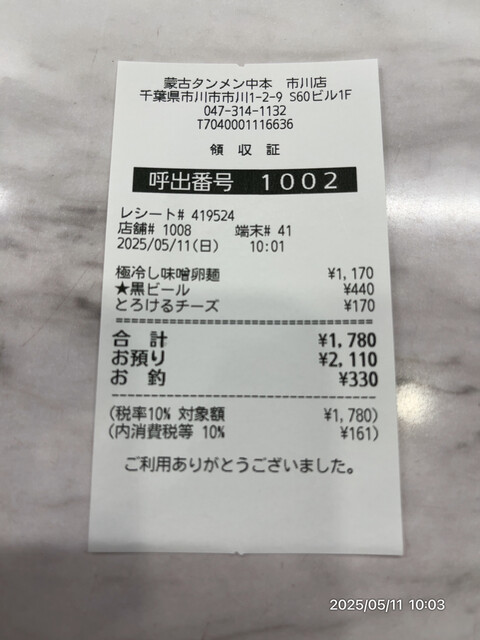 蒙古タンメン中本 市川店
千葉県市川市市川1-2-9 S60ビル1F
047-314-1132
T7040001116636
領 収 証
呼出番号 1002
レシート# 419524
店舗# 1008 端末# 41
2025/05/11(日) 10:01
極冷し味噌卵麺 ¥1,170
★黒ビール ¥440
とろけるチーズ ¥170
合 計 ¥1,780
お預り ¥2,110
お 釣 ¥330
(税率10% 対象額 ¥1,780)
(内消費税等 10% ¥161)
ご利用ありがとうございました。
2025/05/11 10:03